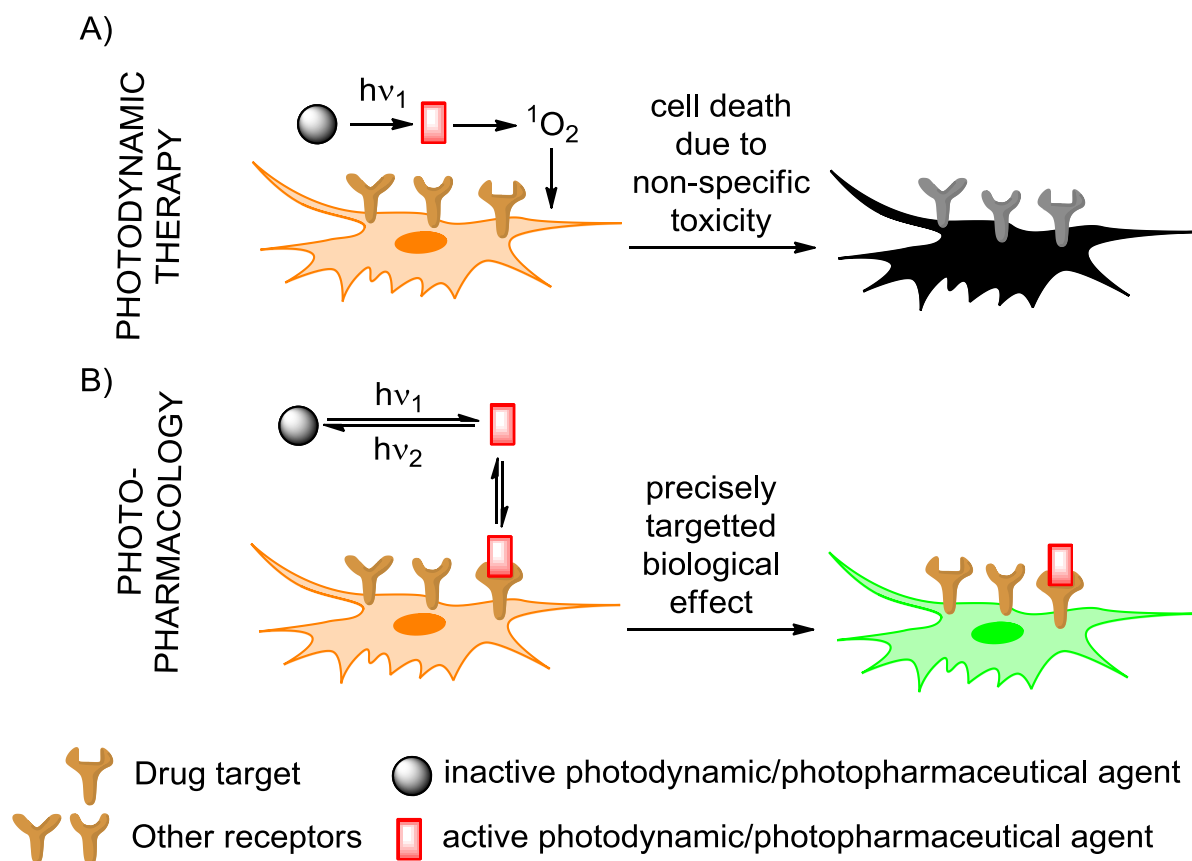 A)
PHOTODYNAMIC
THERAPY
hν₁
¹O₂
cell death
due to
non-specific
toxicity
B)
PHOTO-
PHARMACOLOGY
hν₁
hν₂
precisely
targetted
biological
effect
Drug target
inactive photodynamic/photopharmaceutical agent
Other receptors
active photodynamic/photopharmaceutical agent